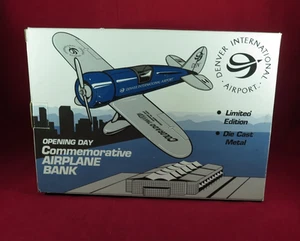 DENVER INTERNATIONAL
AIRPORT
• Limited
Edition
• Die Cast
Metal
OPENING DAY
Commemorative
AIRPLANE
BANK